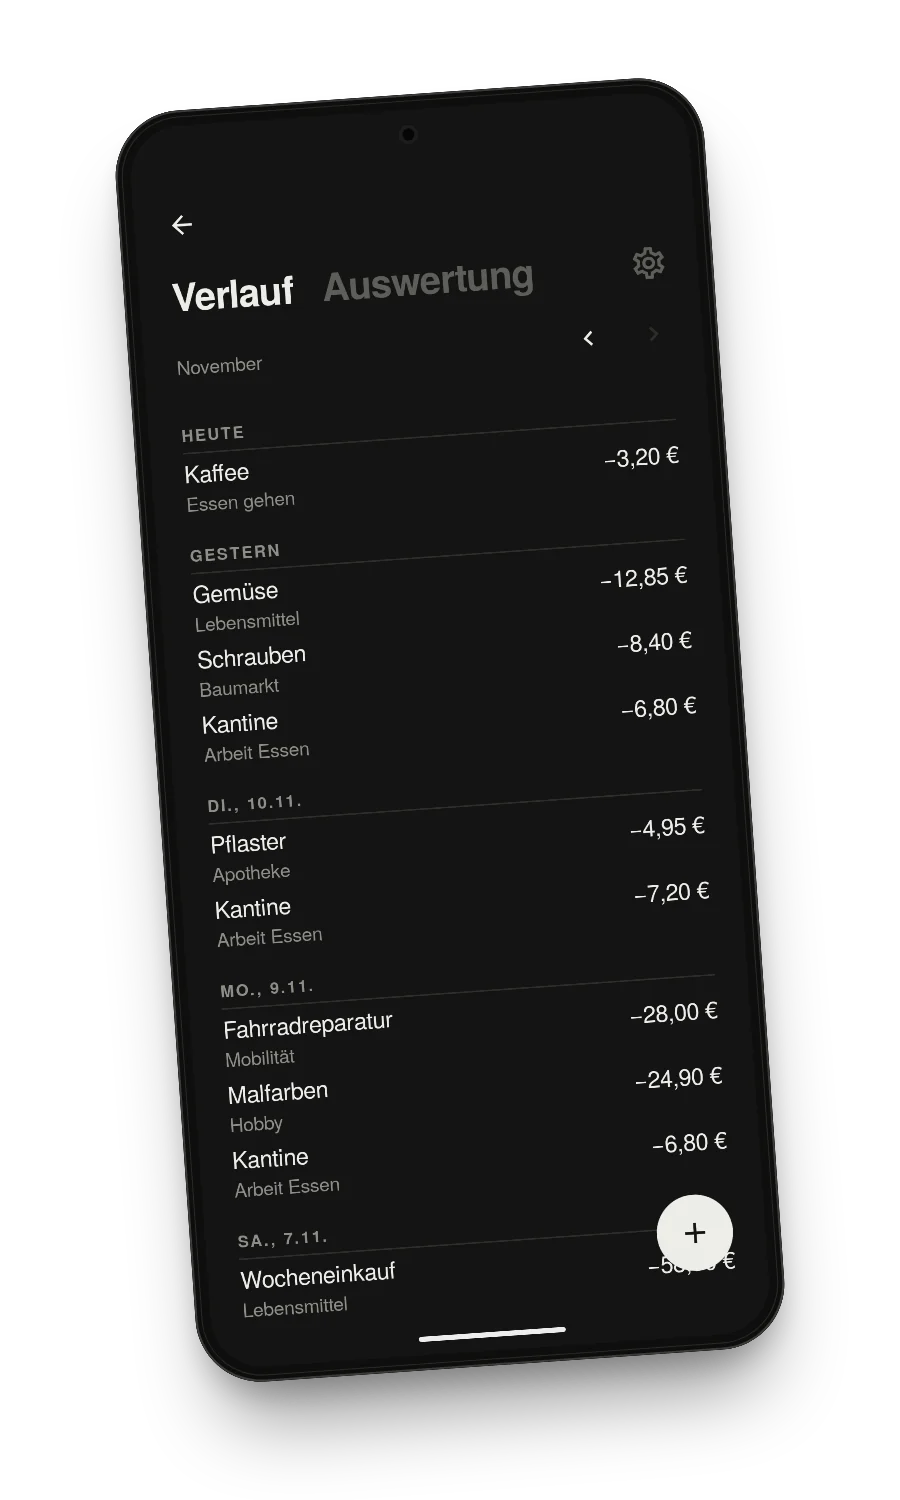 Verlauf Auswertung
November
HEUTE
Kaffee −3,20 €
Essen gehen
GESTERN
Gemüse −12,85 €
Lebensmittel
Schrauben −8,40 €
Baumarkt
Kantine −6,80 €
Arbeit Essen
DI., 10.11.
Pflaster −4,95 €
Apotheke
Kantine −7,20 €
Arbeit Essen
MO., 9.11.
Fahrradreparatur −28,00 €
Mobilität
Malfarben −24,90 €
Hobby
Kantine −6,80 €
Arbeit Essen
SA., 7.11.
Wocheneinkauf
Lebensmittel